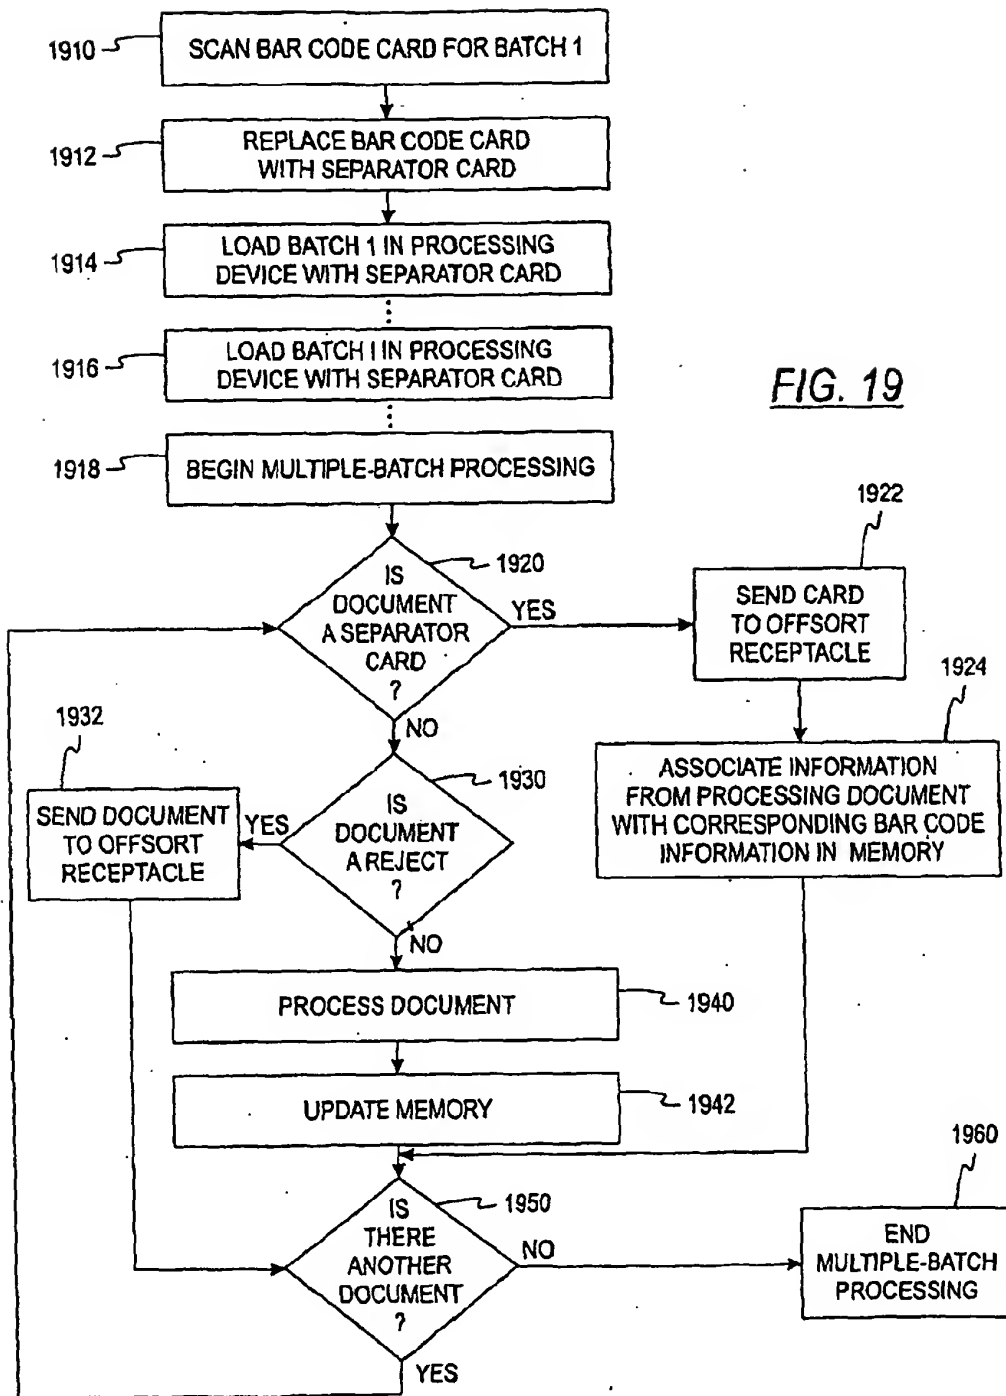 1910
SCAN BAR CODE CARD FOR BATCH 1
1912
REPLACE BAR CODE CARD
WITH SEPARATOR CARD
1914
LOAD BATCH 1 IN PROCESSING
DEVICE WITH SEPARATOR CARD
1916
LOAD BATCH I IN PROCESSING
DEVICE WITH SEPARATOR CARD
FIG. 19
1918
BEGIN MULTIPLE-BATCH PROCESSING
1920
IS
DOCUMENT
A SEPARATOR
CARD
?
YES
NO
1922
SEND CARD
TO OFFSORT
RECEPTACLE
1924
ASSOCIATE INFORMATION
FROM PROCESSING DOCUMENT
WITH CORRESPONDING BAR CODE
INFORMATION IN MEMORY
1930
IS
DOCUMENT
A REJECT
?
YES
NO
1932
SEND DOCUMENT
TO OFFSORT
RECEPTACLE
PROCESS DOCUMENT
1940
UPDATE MEMORY
1942
1950
IS
THERE
ANOTHER
DOCUMENT
?
NO
YES
1960
END
MULTIPLE-BATCH
PROCESSING